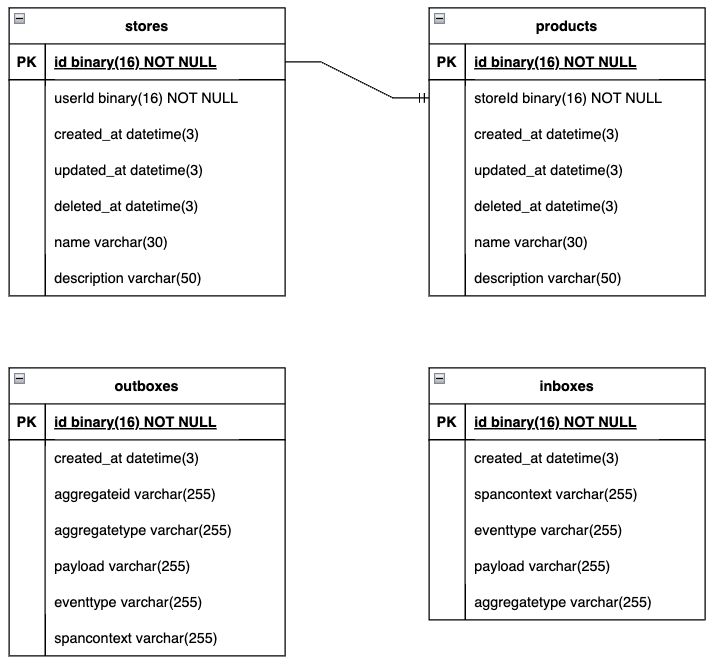 stores
PK id binary(16) NOT NULL
userId binary(16) NOT NULL
created_at datetime(3)
updated_at datetime(3)
deleted_at datetime(3)
name varchar(30)
description varchar(50)
products
PK id binary(16) NOT NULL
storeId binary(16) NOT NULL
created_at datetime(3)
updated_at datetime(3)
deleted_at datetime(3)
name varchar(30)
description varchar(50)
outboxes
PK id binary(16) NOT NULL
created_at datetime(3)
aggregateid varchar(255)
aggregatetype varchar(255)
payload varchar(255)
eventtype varchar(255)
spancontext varchar(255)
inboxes
PK id binary(16) NOT NULL
created_at datetime(3)
spancontext varchar(255)
eventtype varchar(255)
payload varchar(255)
aggregatetype varchar(255)